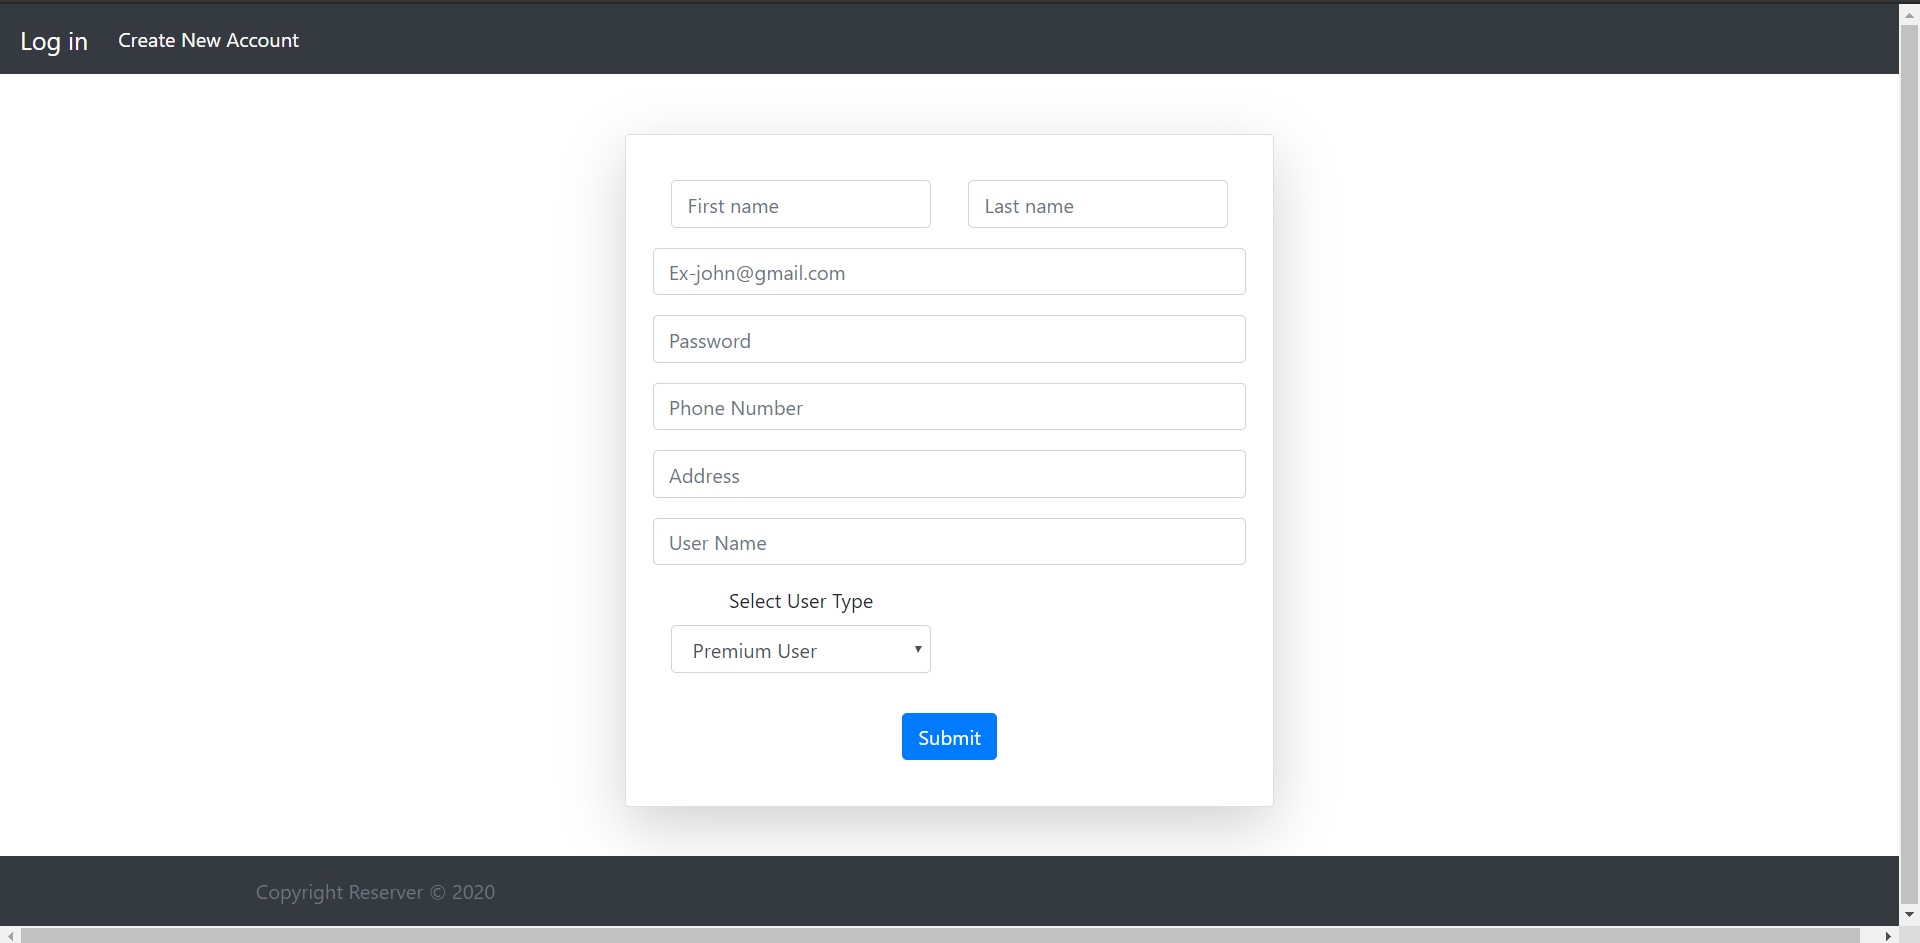 Log in Create New Account
First name Last name
Ex-john@gmail.com
Password
Phone Number
Address
User Name
Select User Type
Premium User
Submit
Copyright Reserver © 2020